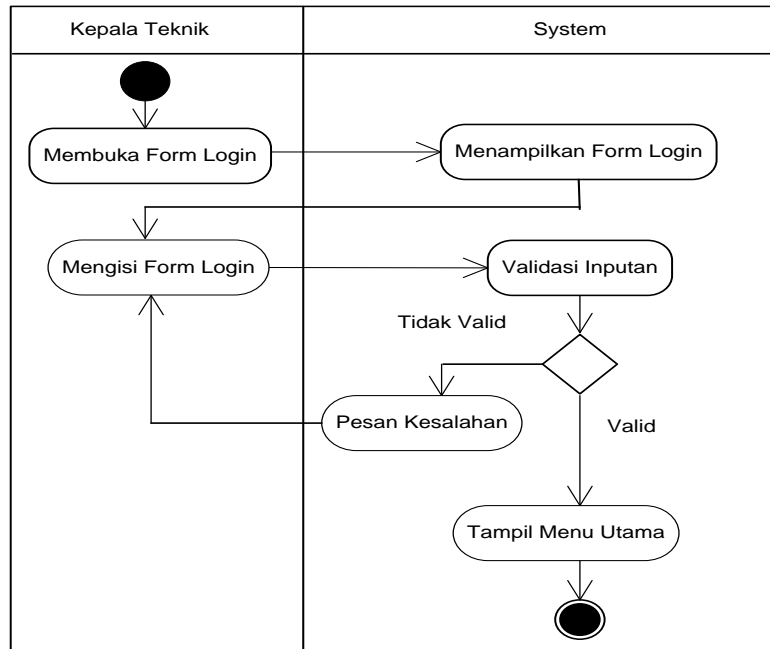 Kepala Teknik
System
Membuka Form Login
Menampilkan Form Login
Mengisi Form Login
Validasi Inputan
Tidak Valid
Pesan Kesalahan
Valid
Tampil Menu Utama